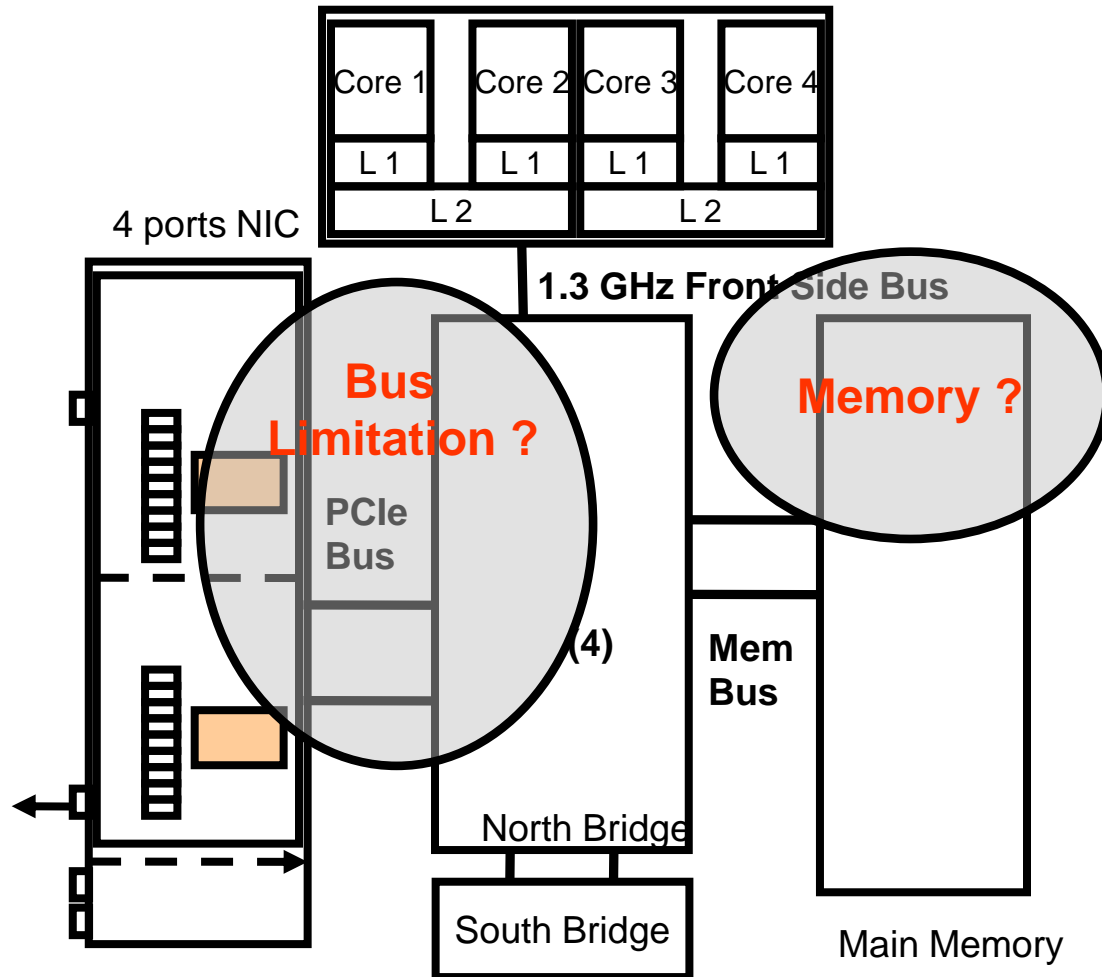 Core 1 Core 2 Core 3 Core 4
L 1 L 1 L 1 L 1
L 2 L 2
4 ports NIC
1.3 GHz Front Side Bus
Bus
Limitation ?
Memory ?
PCIe
Bus
(4)
Mem
Bus
North Bridge
South Bridge
Main Memory